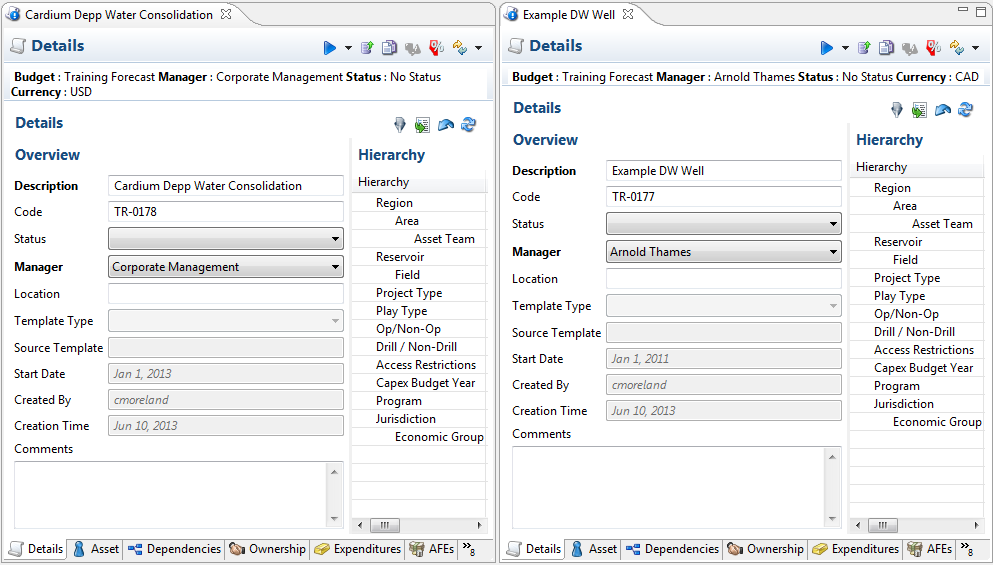 Cardium Depp Water Consolidation
Details
Budget : Training Forecast Manager : Corporate Management Status : No Status
Currency : USD
Details
Overview
Description Cardium Depp Water Consolidation
Code TR-0178
Status
Manager Corporate Management
Location
Template Type
Source Template
Start Date Jan 1, 2013
Created By cmoreland
Creation Time Jun 10, 2013
Comments
Hierarchy
Hierarchy
Region
Area
Asset Team
Reservoir
Field
Project Type
Play Type
Op/Non-Op
Drill / Non-Drill
Access Restrictions
Capex Budget Year
Program
Jurisdiction
Economic Group
Details Asset Dependencies Ownership Expenditures AFEs »8
Example DW Well
Details
Budget : Training Forecast Manager : Arnold Thames Status : No Status Currency : CAD
Details
Overview
Description Example DW Well
Code TR-0177
Status
Manager Arnold Thames
Location
Template Type
Source Template
Start Date Jan 1, 2011
Created By cmoreland
Creation Time Jun 10, 2013
Comments
Hierarchy
Hierarchy
Region
Area
Asset Team
Reservoir
Field
Project Type
Play Type
Op/Non-Op
Drill / Non-Drill
Access Restrictions
Capex Budget Year
Program
Jurisdiction
Economic Group
Details Asset Dependencies Ownership Expenditures AFEs »8